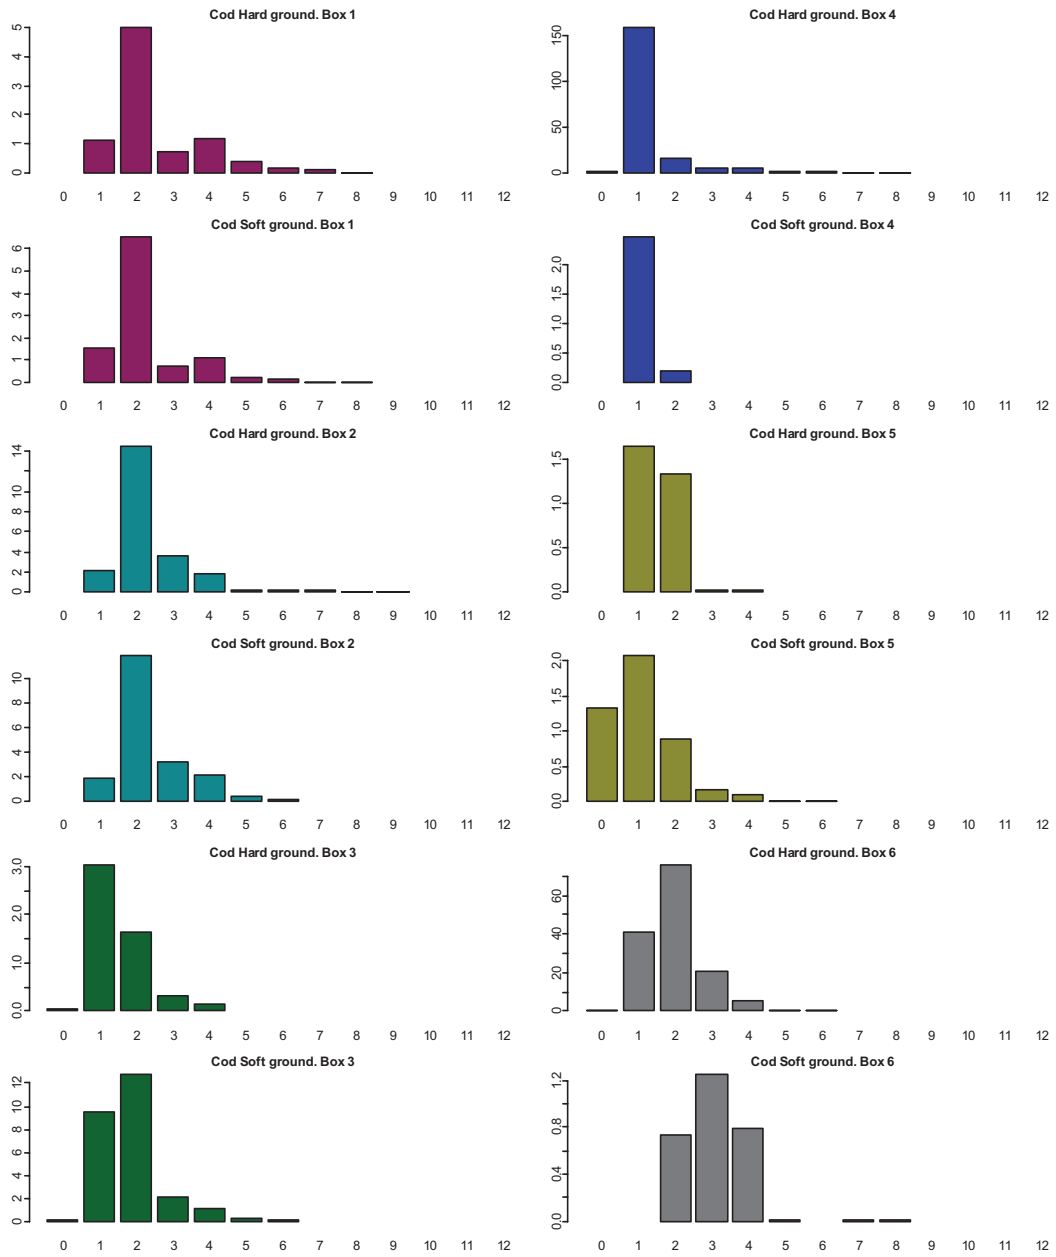 Cod Hard ground. Box 1
5
4
3
2
1
0
0 1 2 3 4 5 6 7 8 9 10 11 12
Cod Soft ground. Box 1
6
5
4
3
2
1
0
0 1 2 3 4 5 6 7 8 9 10 11 12
Cod Hard ground. Box 2
14
10
8
6
4
2
0
0 1 2 3 4 5 6 7 8 9 10 11 12
Cod Soft ground. Box 2
10
8
6
4
2
0
0 1 2 3 4 5 6 7 8 9 10 11 12
Cod Hard ground. Box 3
3.0
2.0
1.0
0.0
0 1 2 3 4 5 6 7 8 9 10 11 12
Cod Soft ground. Box 3
12
10
8
6
4
2
0
0 1 2 3 4 5 6 7 8 9 10 11 12
Cod Hard ground. Box 4
150
100
50
0
0 1 2 3 4 5 6 7 8 9 10 11 12
Cod Soft ground. Box 4
2.0
1.5
1.0
0.5
0.0
0 1 2 3 4 5 6 7 8 9 10 11 12
Cod Hard ground. Box 5
1.5
1.0
0.5
0.0
0 1 2 3 4 5 6 7 8 9 10 11 12
Cod Soft ground. Box 5
2.0
1.5
1.0
0.5
0.0
0 1 2 3 4 5 6 7 8 9 10 11 12
Cod Hard ground. Box 6
60
40
20
0
0 1 2 3 4 5 6 7 8 9 10 11 12
Cod Soft ground. Box 6
1.2
0.8
0.4
0.0
0 1 2 3 4 5 6 7 8 9 10 11 12